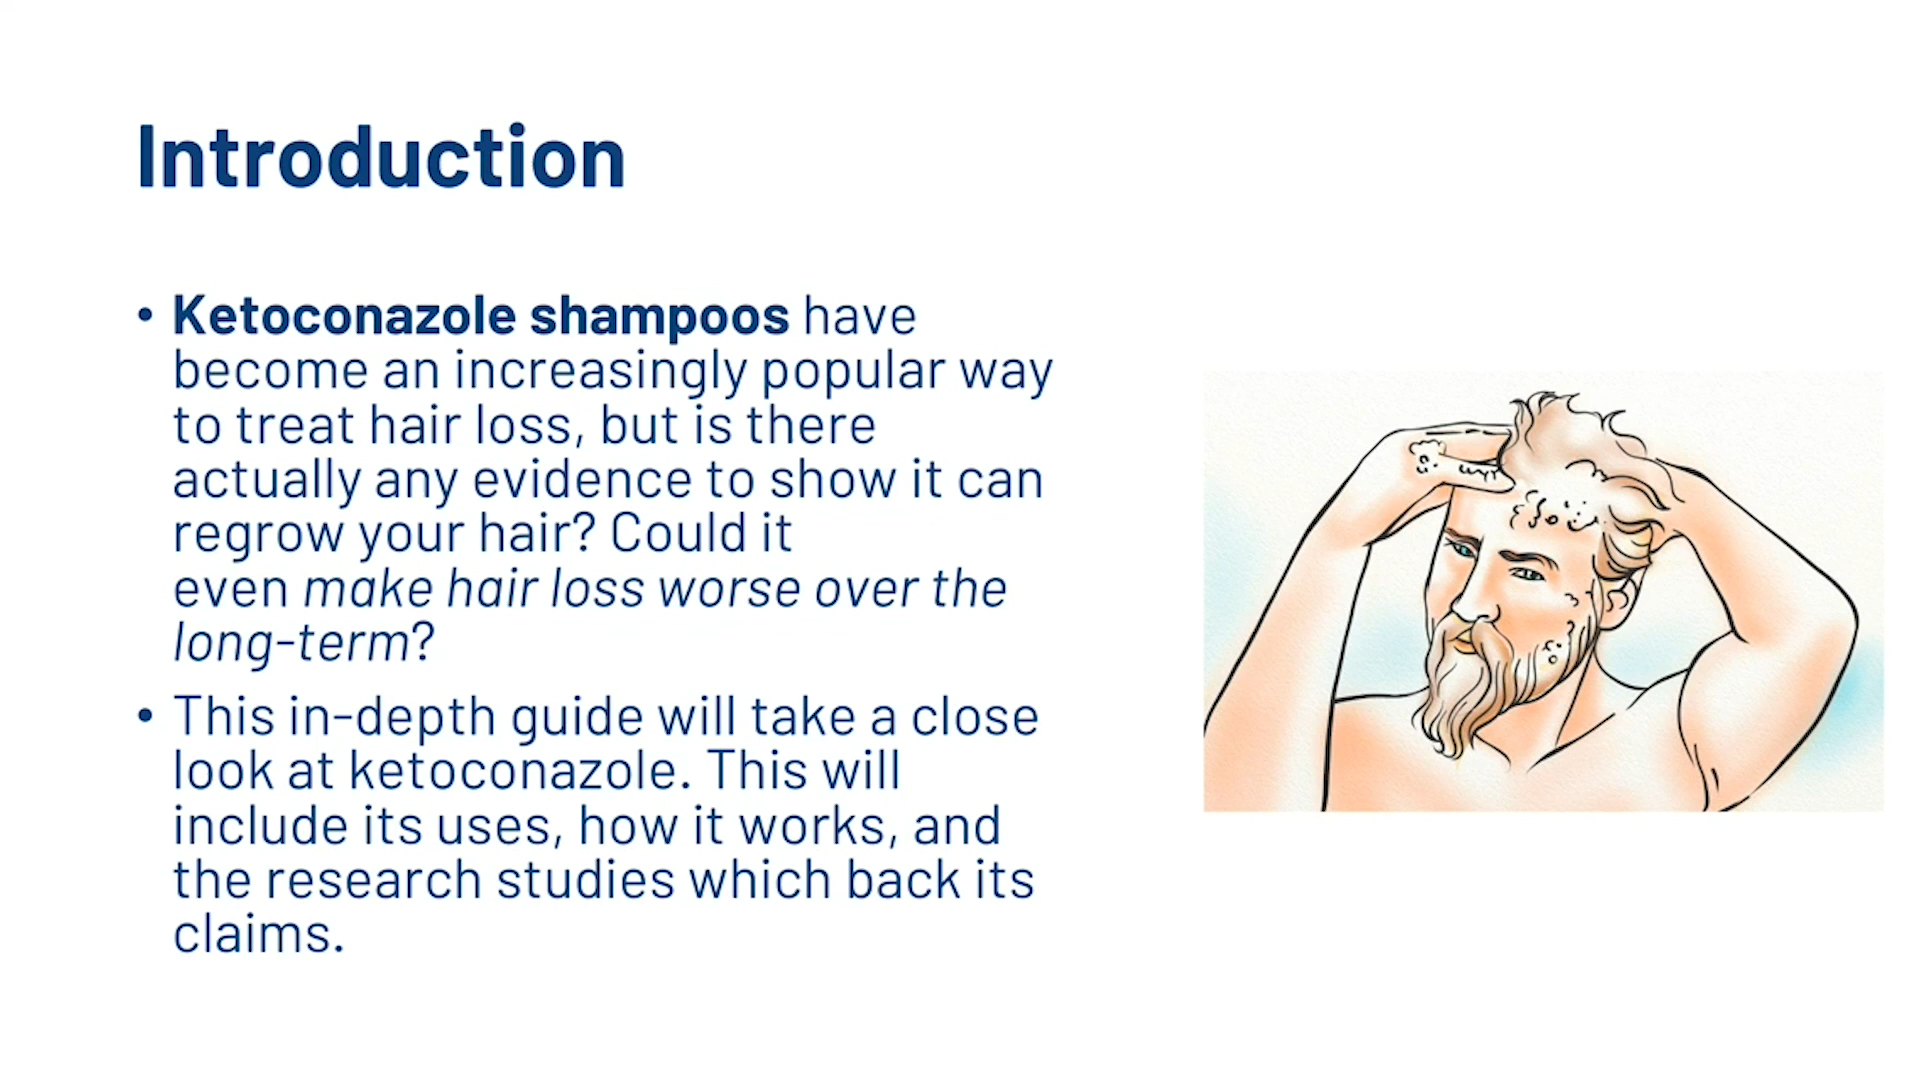 Introduction
• Ketoconazole shampoos have
become an increasingly popular way
to treat hair loss, but is there
actually any evidence to show it can
regrow your hair? Could it
even make hair loss worse over the
long-term?
• This in-depth guide will take a close
look at ketoconazole. This will
include its uses, how it works, and
the research studies which back its
claims.